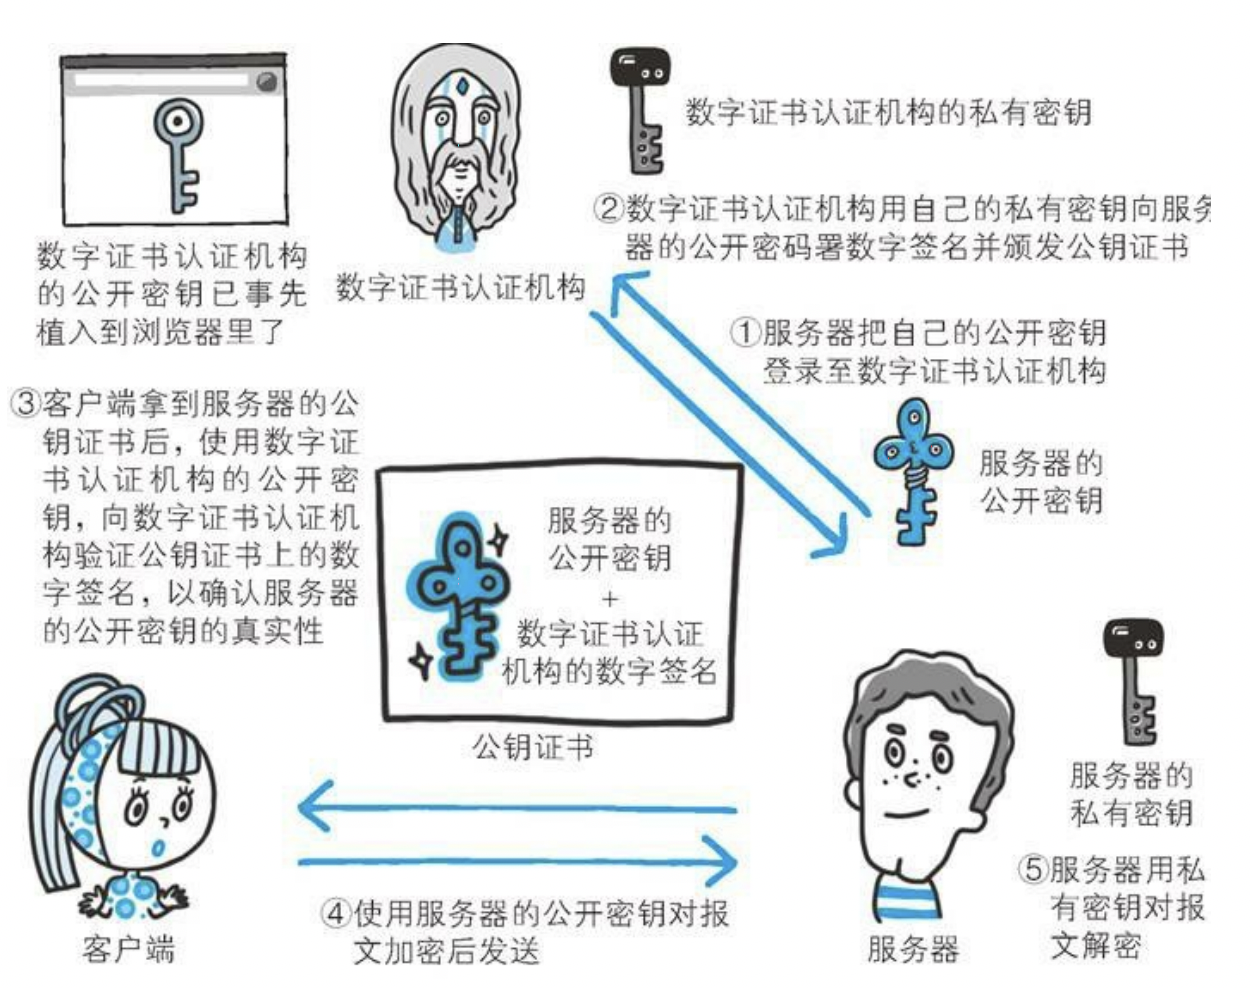 数字证书认证机构的私有密钥
②数字证书认证机构用自己的私有密钥向服务
器的公开密码署数字签名并颁发公钥证书
数字证书认证机构
的公开密钥已事先
植入到浏览器里了
数字证书认证机构
①服务器把自己的公开密钥
登录至数字证书认证机构
③客户端拿到服务器的公
钥证书后，使用数字证
书认证机构的公开密
钥，向数字证书认证机
构验证公钥证书上的数
字签名，以确认服务器
的公开密钥的真实性
服务器的
公开密钥
服务器的
公开密钥
+
数字证书认证
机构的数字签名
公钥证书
服务器的
私有密钥
④使用服务器的公开密钥对报
文加密后发送
⑤服务器用私
有密钥对报
文解密
客户端
服务器